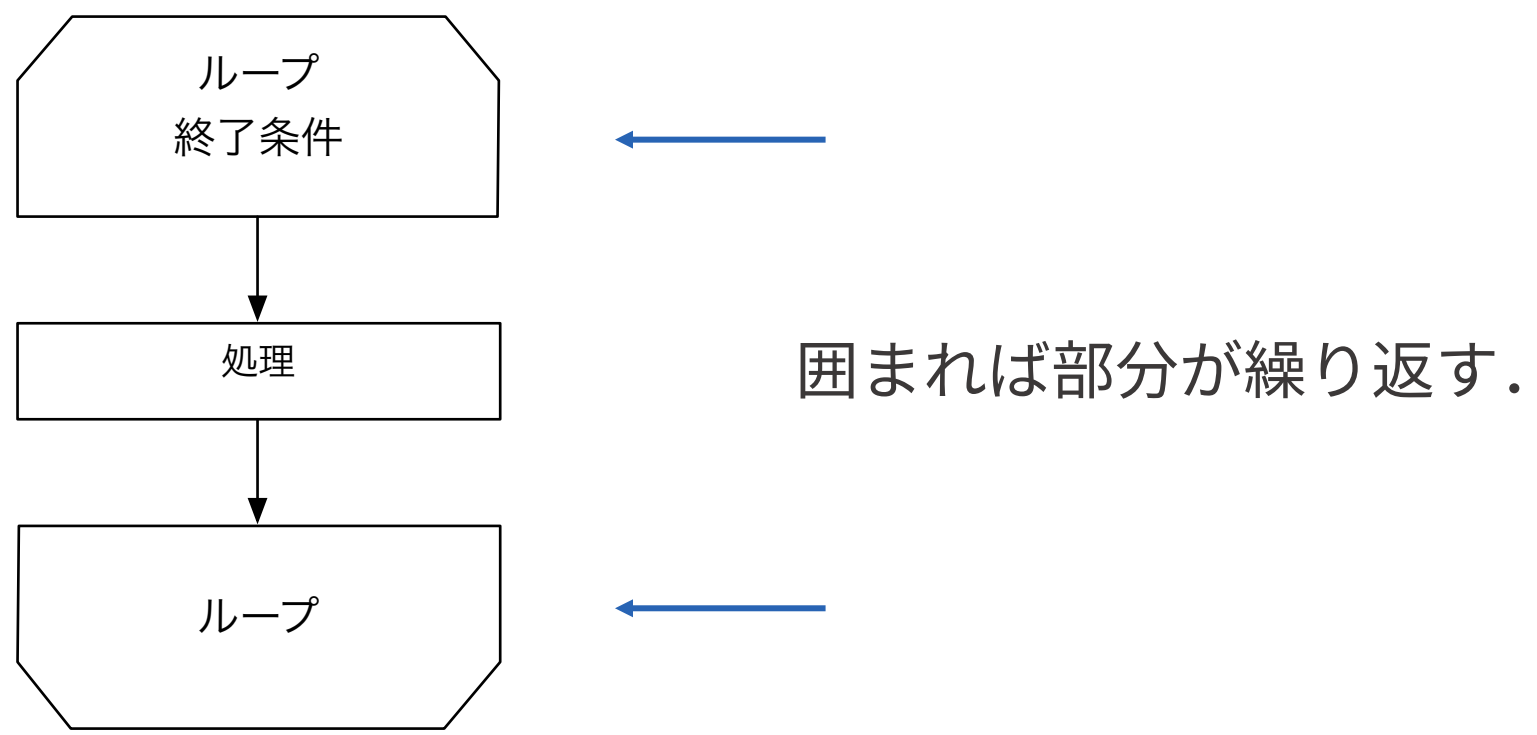 ループ
終了条件
処理
囲まれば部分が繰り返す．
ループ